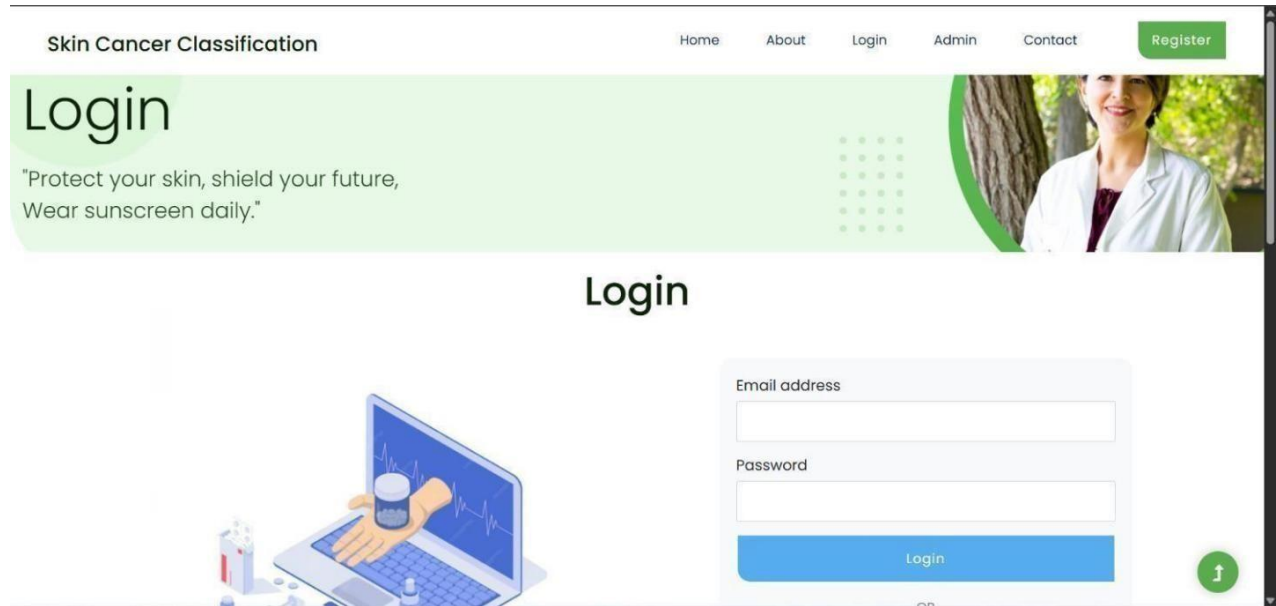 Skin Cancer Classification
Home About Login Admin Contact Register
Login
"Protect your skin, shield your future,
Wear sunscreen daily."
Login
Email address
Password
Login
OR